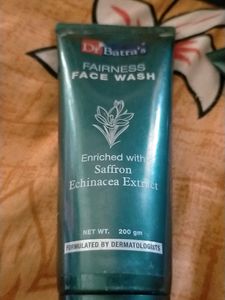 Dr Batra's
FAIRNESS
FACE WASH
Enriched with
Saffron
Echinacea Extract
NET WT. 200 gm
FORMULATED BY DERMATOLOGISTS